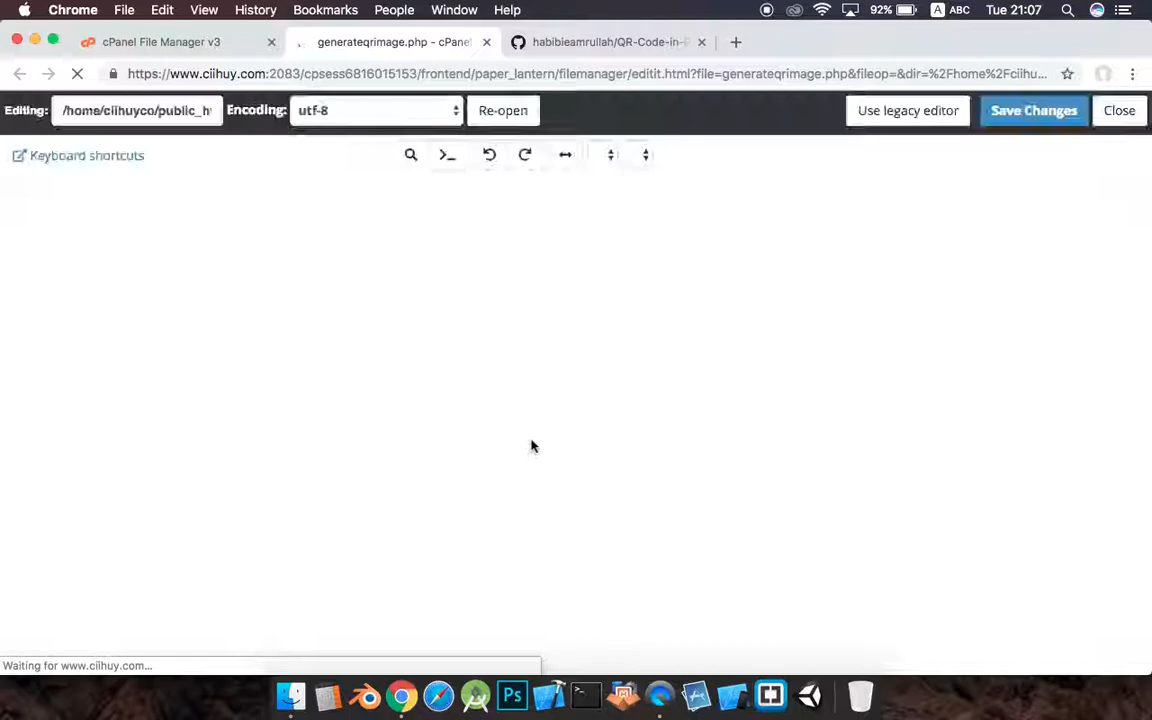 Chrome File Edit View History Bookmarks People Window Help 92% A ABC Tue 21:07
cPanel File Manager v3 generateqrimage.php - cPanel habibieamrullah/QR-Code-in-P
https://www.ciihuy.com:2083/cpsess6816015153/frontend/paper_lantern/filemanager/editit.html?file=generateqrimage.php&fileop=&dir=%2Fhome%2Fciihu...
Editing: /home/ciihuyco/public_h Encoding: utf-8 Re-open Use legacy editor Save Changes Close
Keyboard shortcuts
Waiting for www.ciihuy.com...
Ps